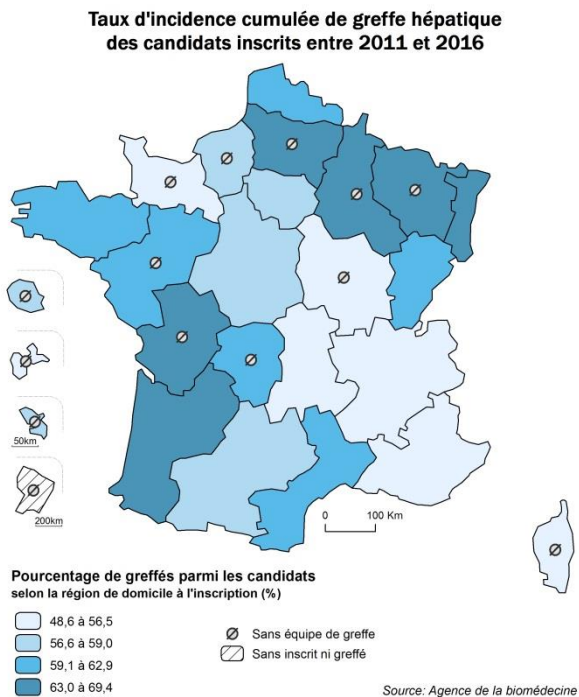 Taux d'incidence cumulée de greffe hépatique
des candidats inscrits entre 2011 et 2016
50km
200km
0 100 Km
Pourcentage de greffés parmi les candidats
selon la région de domicile à l'inscription (%)
48,6 à 56,5
56,6 à 59,0
59,1 à 62,9
63,0 à 69,4
Sans équipe de greffe
Sans inscrit ni greffé
Source: Agence de la biomédecine